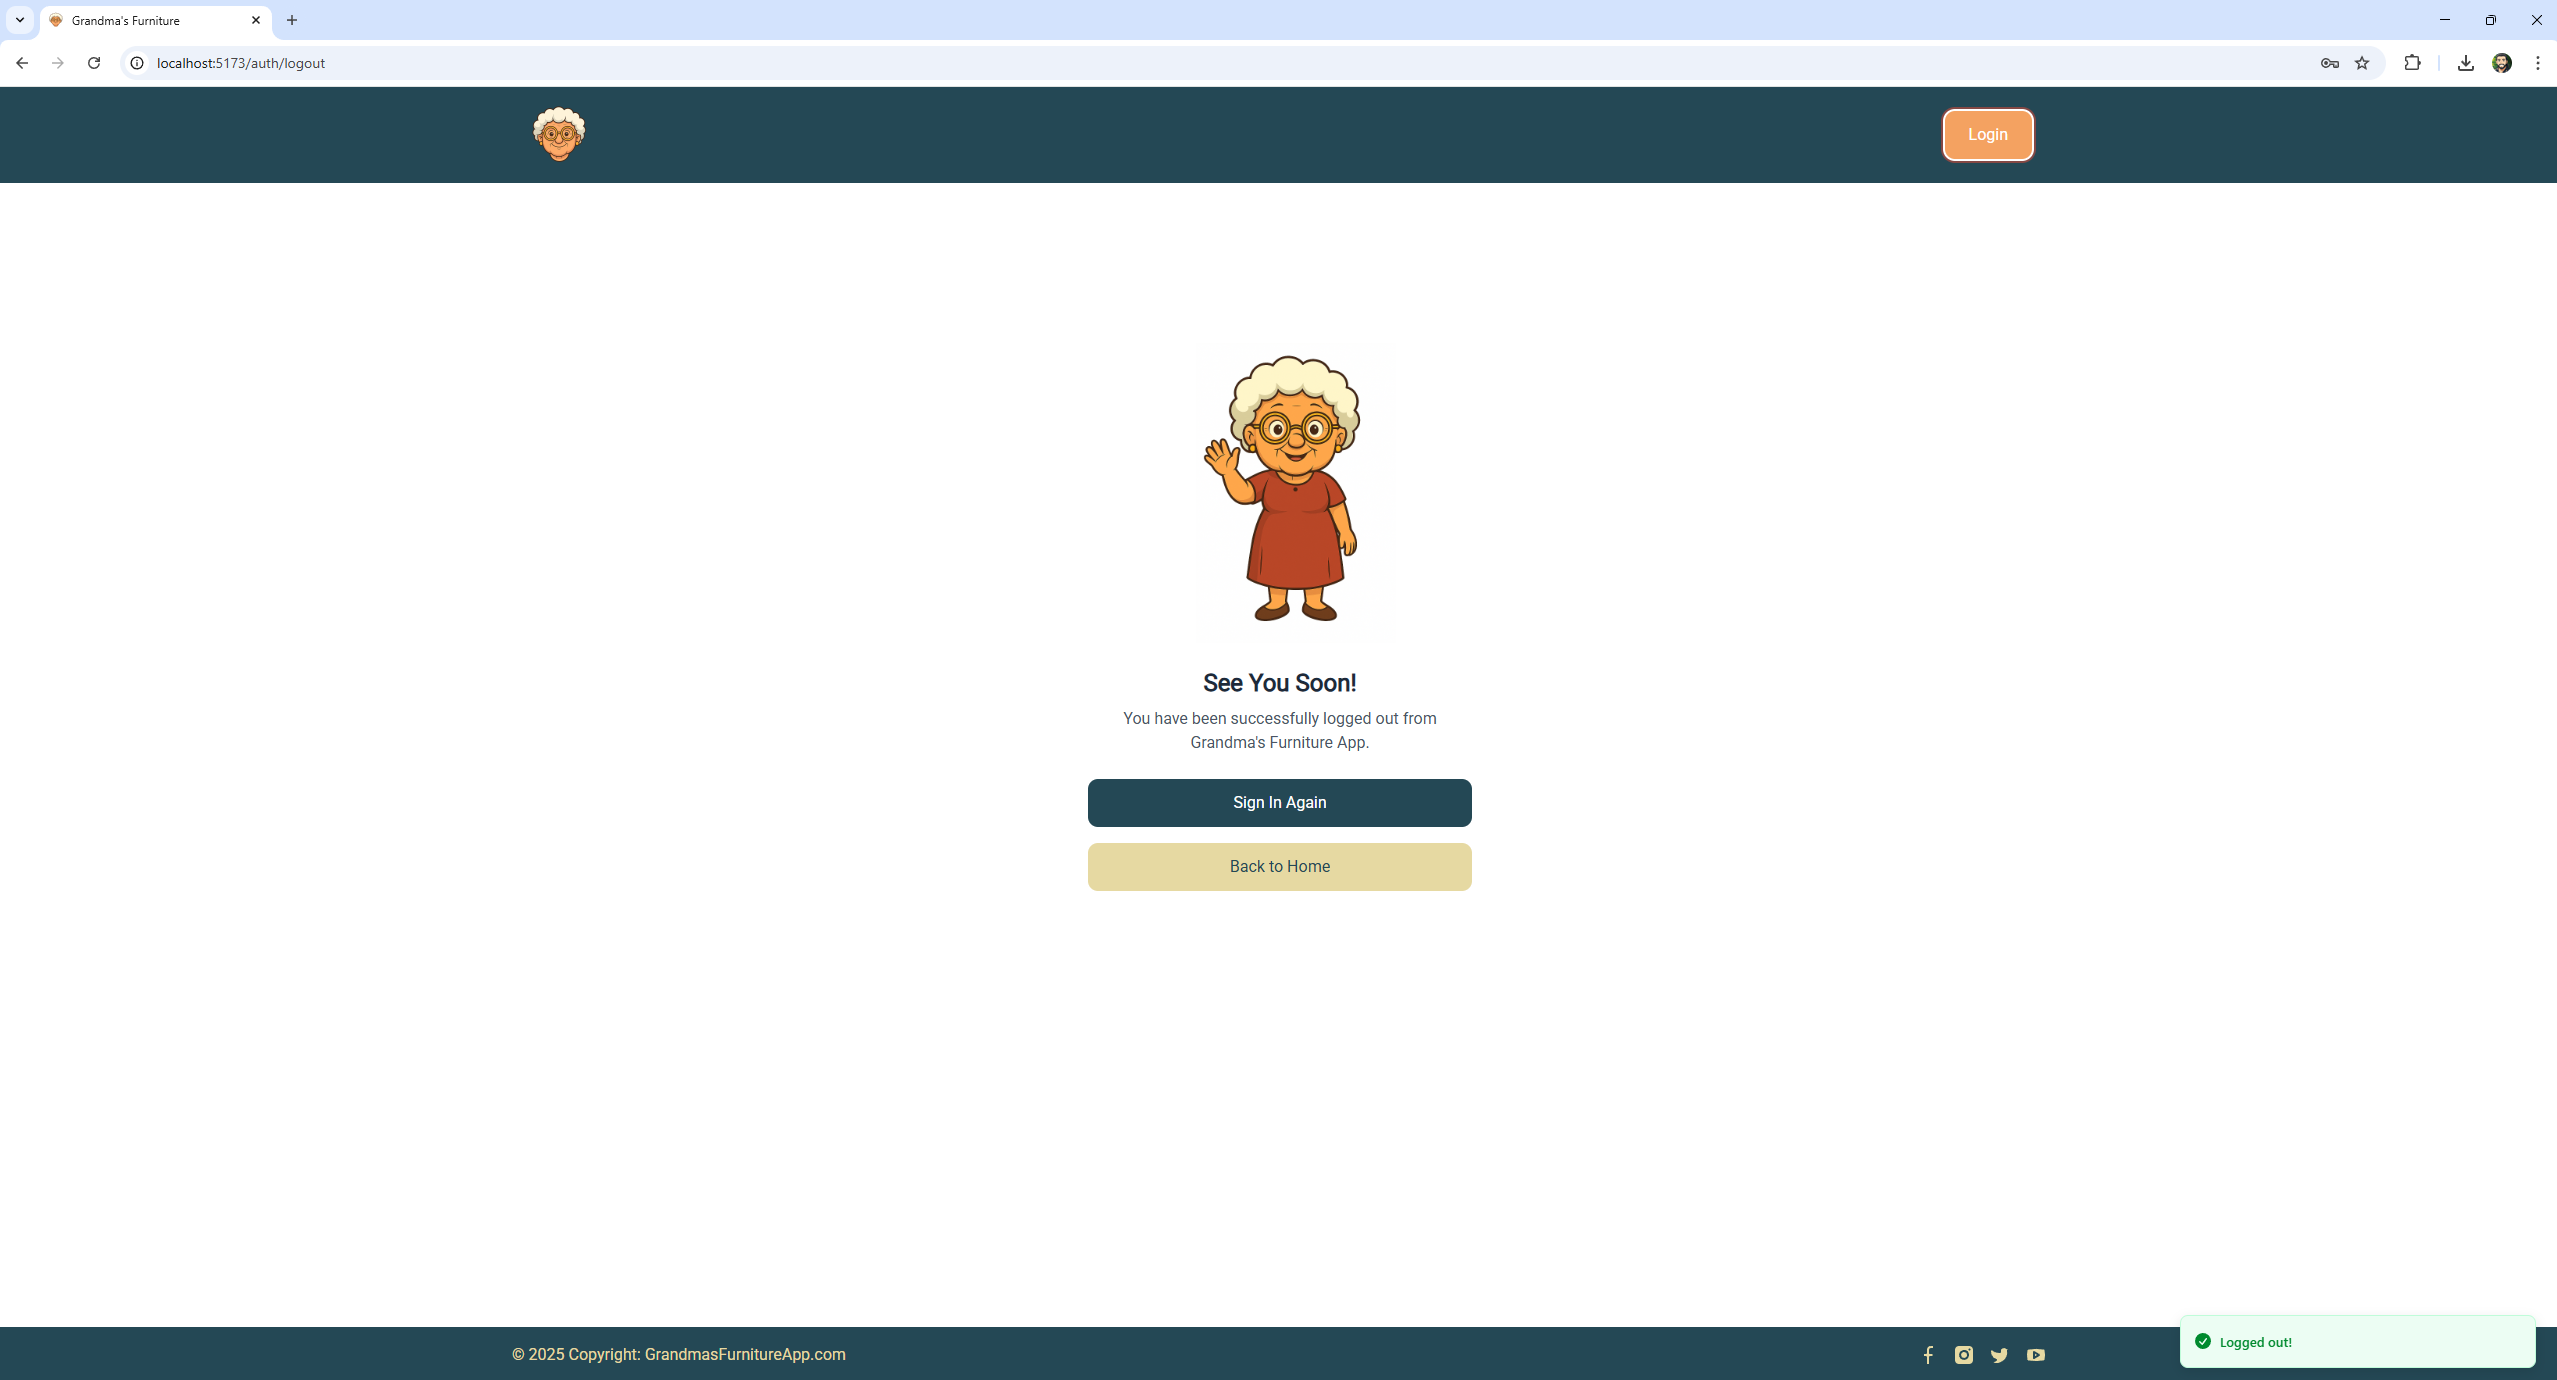 Grandma's Furniture
localhost:5173/auth/logout
Login
See You Soon!
You have been successfully logged out from
Grandma's Furniture App.
Sign In Again
Back to Home
© 2025 Copyright: GrandmasFurnitureApp.com
Logged out!